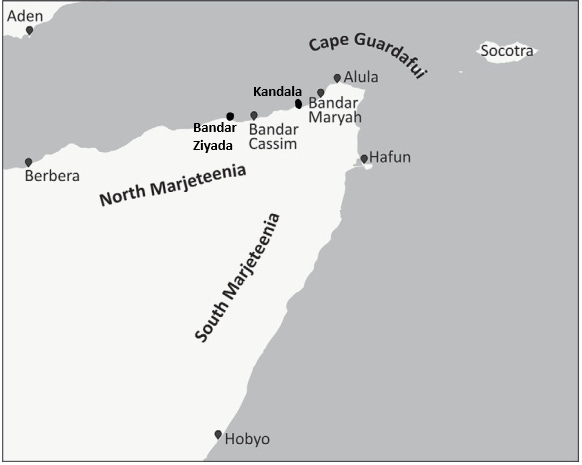 Aden
Cape Guardafui
Socotra
Alula
Kandala
Bandar
Maryah
Bandar
Ziyada
Bandar
Cassim
Hafun
Berbera
North Marjeteenia
South Marjeteenia
Hobyo